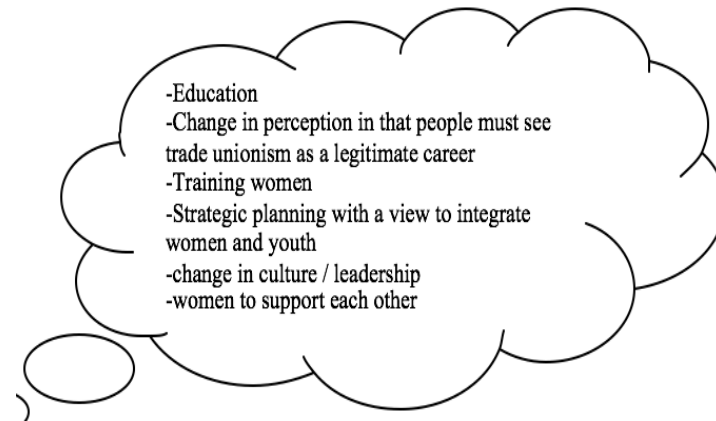 -Education
-Change in perception in that people must see
trade unionism as a legitimate career
-Training women
-Strategic planning with a view to integrate
women and youth
-change in culture / leadership
-women to support each other